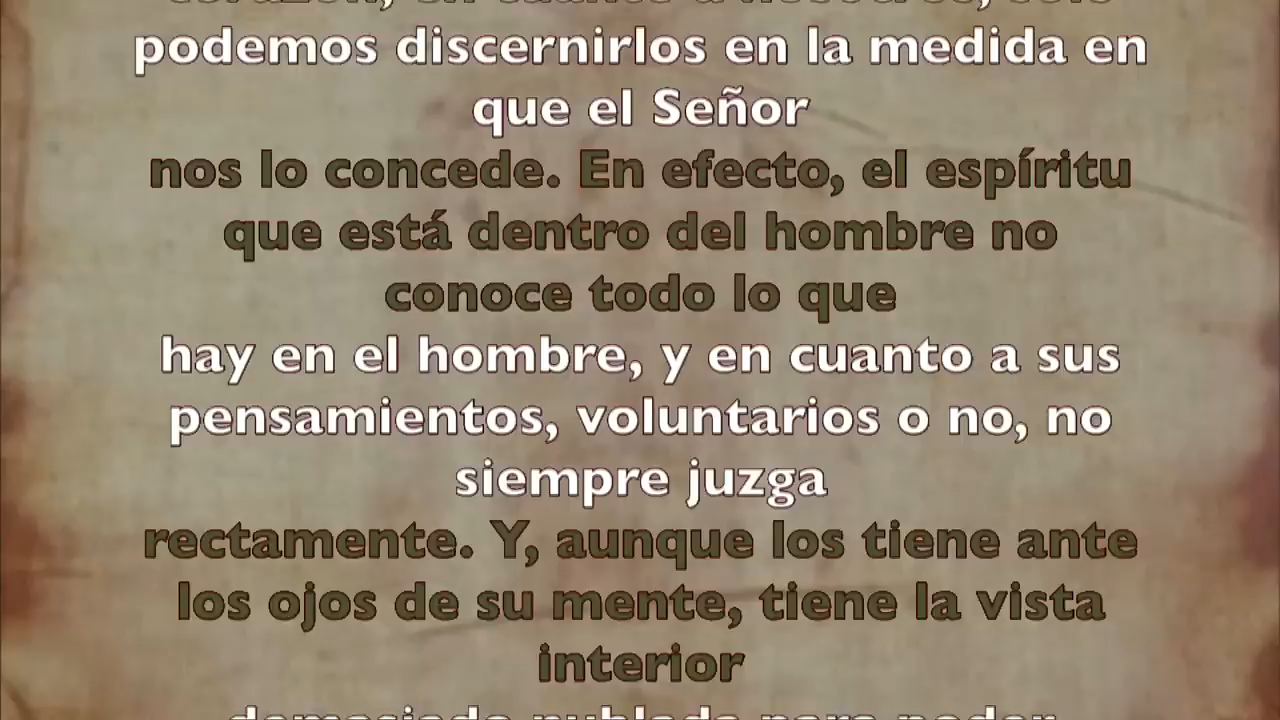 podemos discernirlos en la medida en
que el Señor
nos lo concede. En efecto, el espíritu
que está dentro del hombre no
conoce todo lo que
hay en el hombre, y en cuanto a sus
pensamientos, voluntarios o no, no
siempre juzga
rectamente. Y, aunque los tiene ante
los ojos de su mente, tiene la vista
interior